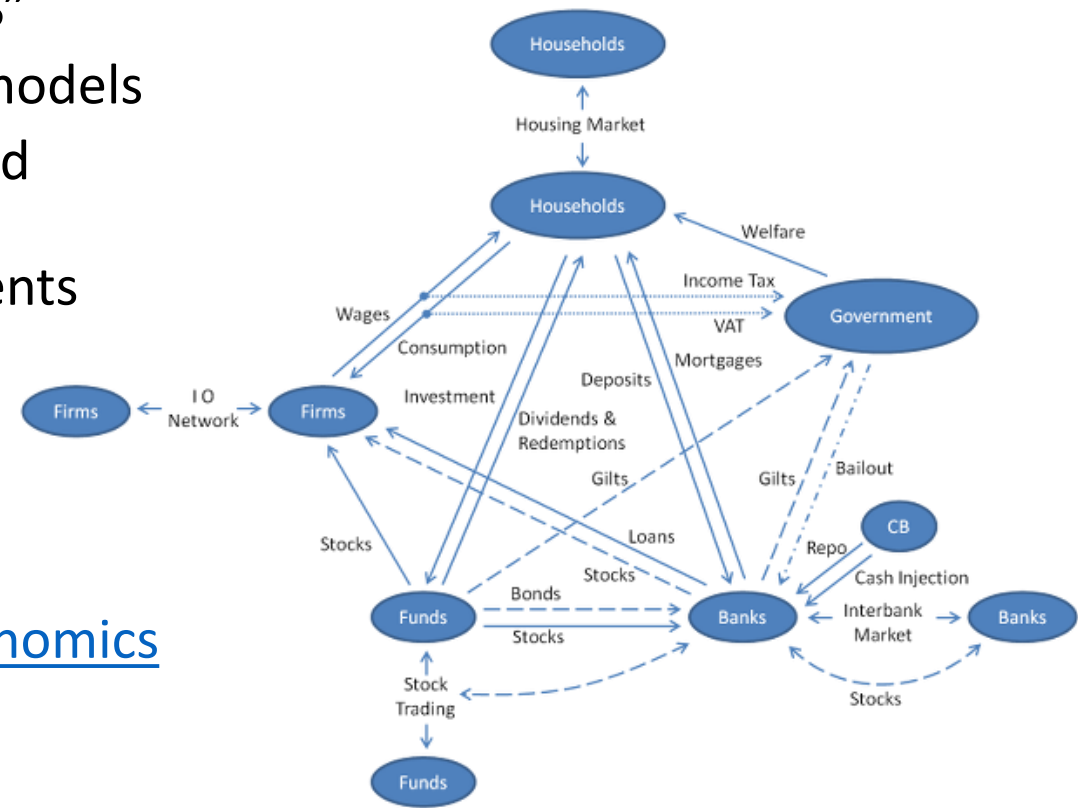 ”
odels
d
ents
nomics
Households
Housing Market
Households
Welfare
Income Tax
Government
Wages
VAT
Consumption
Mortgages
Deposits
Investment
Firms
I O
Network
Firms
Dividends &
Redemptions
Gilts
Gilts
Bailout
CB
Loans
Repo
Stocks
Stocks
Cash Injection
Bonds
Funds
Banks
Interbank
Market
Banks
Stocks
Stock
Trading
Stocks
Funds